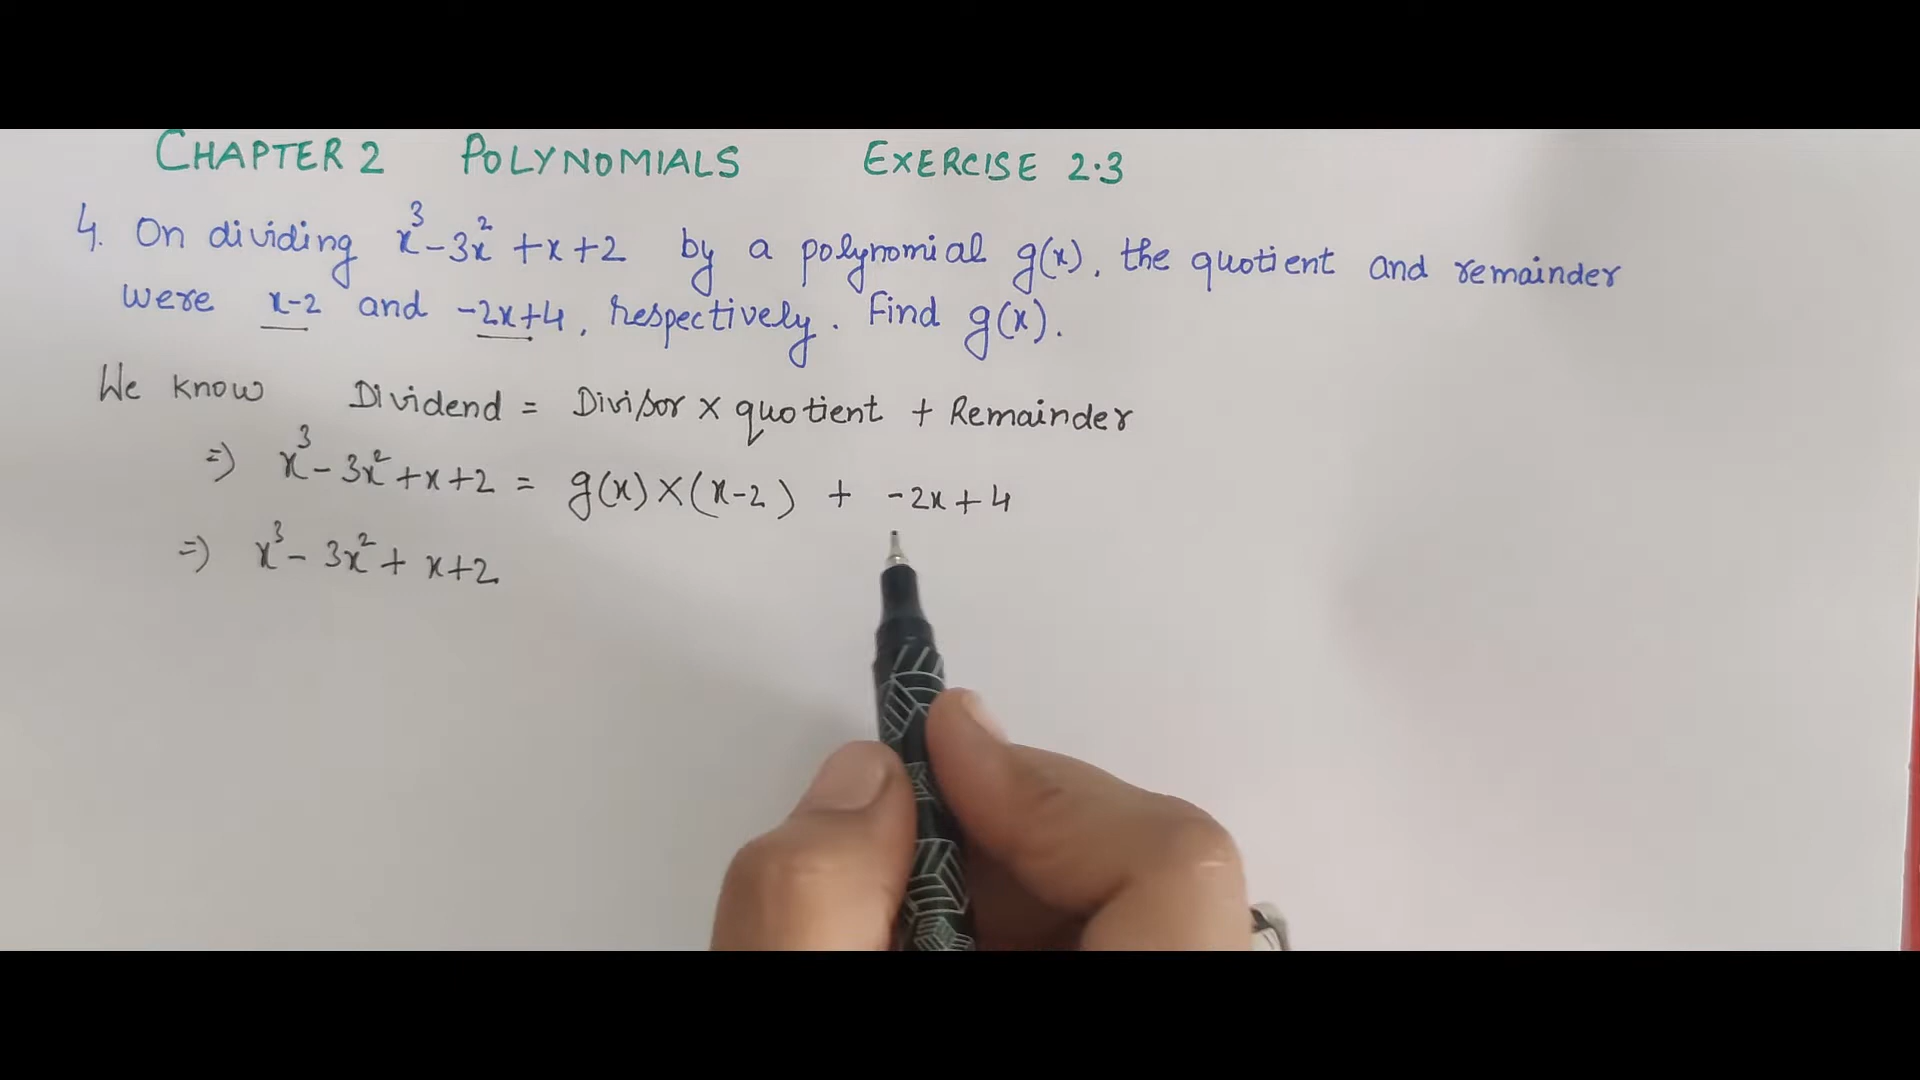 CHAPTER 2 POLYNOMIALS EXERCISE 2.3
4. On dividing x³-3x²+x+2 by a polynomial g(x), the quotient and remainder
were x-2 and -2x+4, respectively. Find g(x).
We know Dividend = Divisor × quotient + Remainder
=) x³-3x²+x+2 = g(x)×(x-2) + -2x+4
=) x³-3x²+x+2